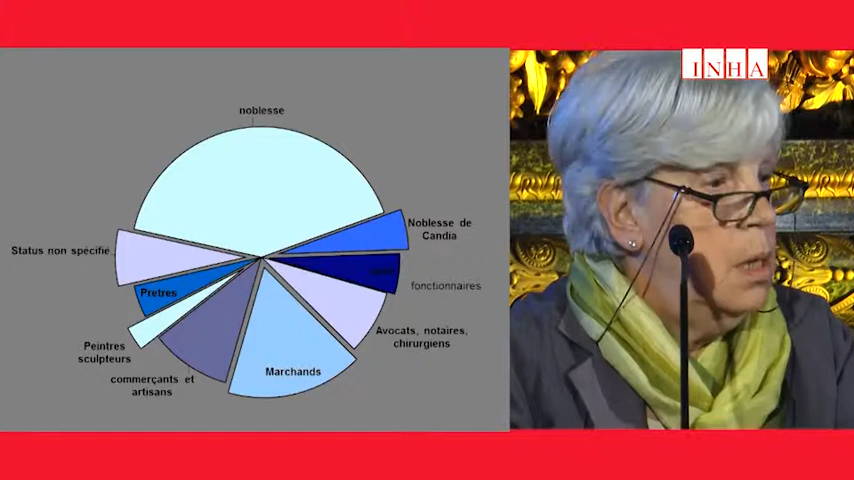 INHA
noblesse
Noblesse de
Candia
Status non spécifié
Pretres
fonctionnaires
Peintres
sculpteurs
Avocats, notaires,
chirurgiens
Marchands
commerçants et
artisans